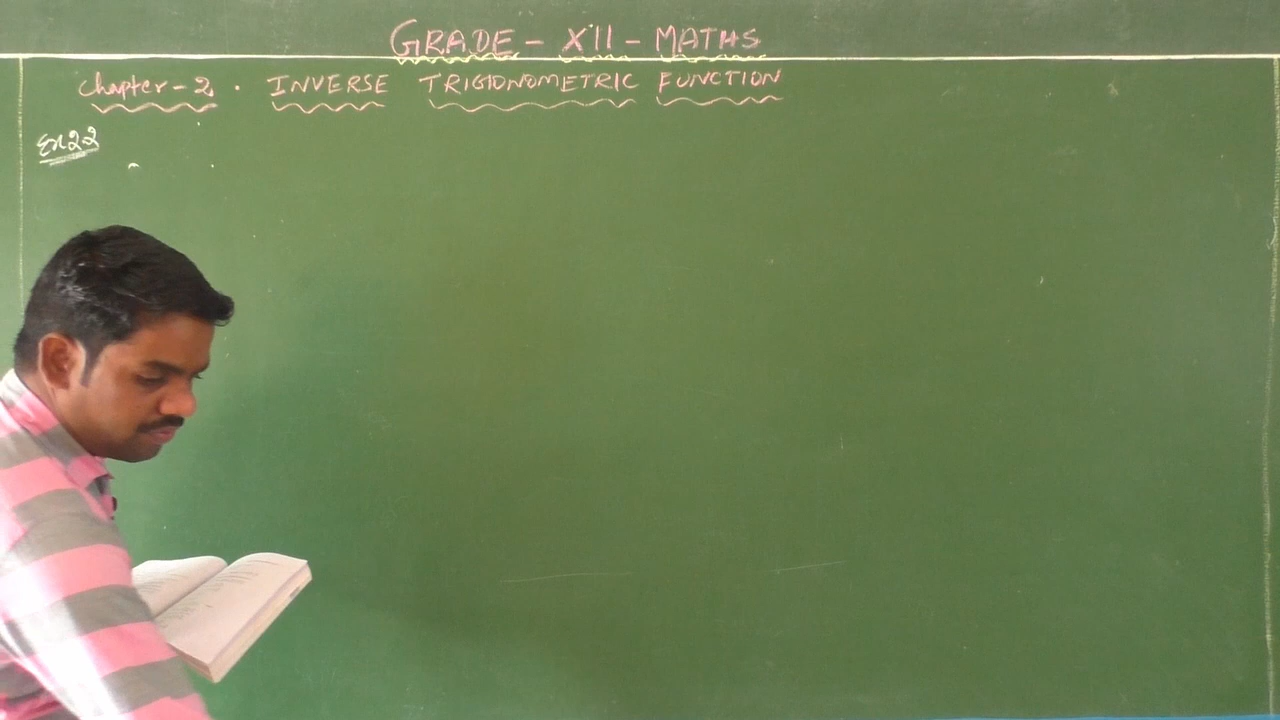 GRADE - XII - MATHS
Chapter - 2. INVERSE TRIGONOMETRIC FUNCTION
Ex 2.2